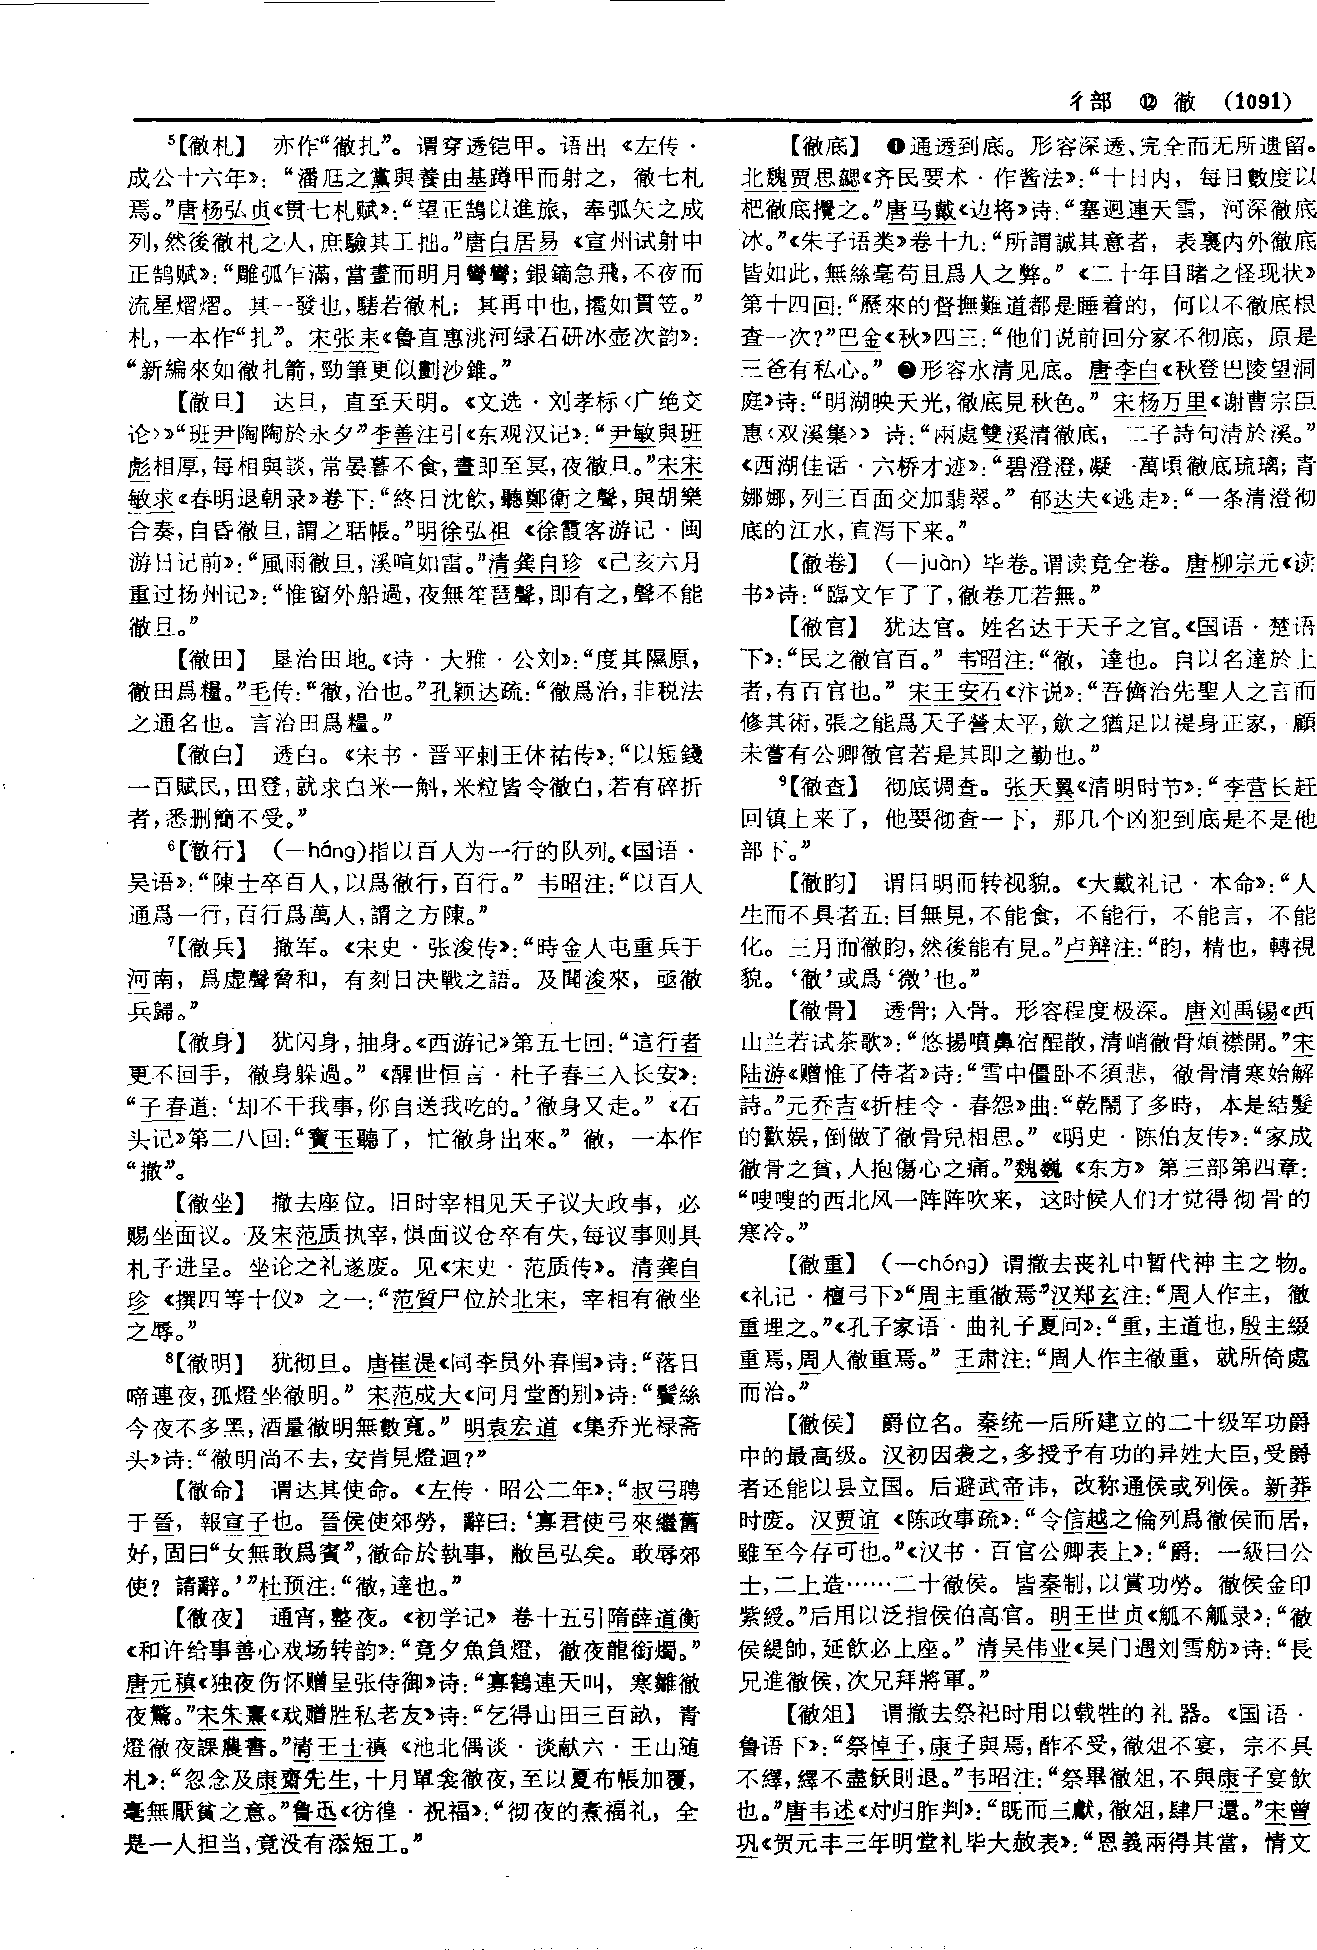 彳部 ⑫ 徹 (1091)
⁵【徹札】 亦作“徹扎”。谓穿透铠甲。语出《左传·
成公十六年》：“潘尪之黨與養由基蹲甲而射之，徹七札
焉。”唐杨弘贞《贯七札赋》：“望正鵠以進旅，奉弧矢之成
列，然後徹札之人，庶驗其工拙。”唐白居易《宣州试射中
正鹄赋》：“雕弧乍滿，當晝而明月彎彎；銀鏑急飛，不夜而
流星熠熠。其一發也，騞若徹札；其再中也，搹如貫笠。”
札，一本作“扎”。宋张耒《鲁直惠洮河绿石研冰壶次韵》：
“新編來如徹札箭，勁筆更似劃沙錐。”
【徹旦】 达旦，直至天明。《文选·刘孝标〈广绝交
论〉》“班尹陶陶於永夕”李善注引《东观汉记》：“尹敏與班
彪相厚，每相與談，常晏暮不食，晝即至冥，夜徹旦。”宋宋
敏求《春明退朝录》卷下：“終日沈飲，聽鄭衛之聲，與胡樂
合奏，自昏徹旦，謂之聒帳。”明徐弘祖《徐霞客游记·闽
游日记前》：“風雨徹旦，溪喧如雷。”清龚自珍《己亥六月
重过扬州记》：“惟窗外船過，夜無笙琶聲，即有之，聲不能
徹旦。”
【徹田】 垦治田地。《诗·大雅·公刘》：“度其隰原，
徹田爲糧。”毛传：“徹，治也。”孔颖达疏：“徹爲治，非税法
之通名也。言治田爲糧。”
【徹白】 透白。《宋书·晋平剌王休祐传》：“以短錢
一百賦民，田登，就求白米一斛，米粒皆令徹白，若有碎折
者，悉删簡不受。”
⁶【徹行】 （—háng）指以百人为一行的队列。《国语·
吴语》：“陳士卒百人，以爲徹行，百行。”韦昭注：“以百人
通爲一行，百行爲萬人，謂之方陳。”
⁷【徹兵】 撤军。《宋史·张浚传》：“時金人屯重兵于
河南，爲虚聲脅和，有刻日决戰之語。及聞浚來，亟徹
兵歸。”
【徹身】 犹闪身，抽身。《西游记》第五七回：“這行者
更不回手，徹身躲過。”《醒世恒言·杜子春三入长安》：
“子春道：‘却不干我事，你自送我吃的。’徹身又走。”《石
头记》第二八回：“寶玉聽了，忙徹身出來。”徹，一本作
“撤”。
【徹坐】 撤去座位。旧时宰相见天子议大政事，必
赐坐面议。及宋范质执宰，惧面议仓卒有失，每议事则具
札子进呈。坐论之礼遂废。见《宋史·范质传》。清龚自
珍《撰四等十仪》之一：“范質尸位於北宋，宰相有徹坐
之辱。”
⁸【徹明】 犹彻旦。唐崔湜《同李员外春闺》诗：“落日
啼連夜，孤燈坐徹明。”宋范成大《问月堂酌别》诗：“鬢絲
今夜不多黑，酒量徹明無數寬。”明袁宏道《集乔光禄斋
头》诗：“徹明尚不去，安肯見燈迴？”
【徹命】 谓达其使命。《左传·昭公二年》：“叔弓聘
于晉，報宣子也。晉侯使郊勞，辭曰：‘寡君使弓來繼舊
好，固曰“女無敢爲賓”，徹命於執事，敝邑弘矣。敢辱郊
使？請辭。’”杜预注：“徹，達也。”
【徹夜】 通宵，整夜。《初学记》卷十五引隋薛道衡
《和许给事善心戏场转韵》：“竟夕魚負燈，徹夜龍銜燭。”
唐元稹《独夜伤怀赠呈张侍御》诗：“寡鶴連天叫，寒雛徹
夜驚。”宋朱熹《戏赠胜私老友》诗：“乞得山田三百畝，青
燈徹夜課農書。”清王士禛《池北偶谈·谈献六·王山随
札》：“忽念及康齋先生，十月單衾徹夜，至以夏布帳加覆，
毫無厭貧之意。”鲁迅《彷徨·祝福》：“彻夜的煮福礼，全
是一人担当，竟没有添短工。”
【徹底】 ❶通透到底。形容深透、完全而无所遗留。
北魏贾思勰《齐民要术·作酱法》：“十日内，每日數度以
杷徹底攪之。”唐马戴《边将》诗：“塞迥連天雪，河深徹底
冰。”《朱子语类》卷十九：“所謂誠其意者，表裏内外徹底
皆如此，無絲毫苟且爲人之弊。”《二十年目睹之怪现状》
第十四回：“歷來的督撫難道都是睡着的，何以不徹底根
查一次？”巴金《秋》四三：“他们说前回分家不彻底，原是
三爸有私心。”❷形容水清见底。唐李白《秋登巴陵望洞
庭》诗：“明湖映天光，徹底見秋色。”宋杨万里《谢曹宗臣
惠〈双溪集〉》诗：“兩處雙溪清徹底，二子詩句清於溪。”
《西湖佳话·六桥才迹》：“碧澄澄，凝一萬頃徹底琉璃；青
娜娜，列三百面交加翡翠。”郁达夫《逃走》：“一条清澄彻
底的江水，直泻下来。”
【徹卷】 （—juàn）毕卷。谓读竟全卷。唐柳宗元《读
书》诗：“臨文乍了了，徹卷兀若無。”
【徹官】 犹达官。姓名达于天子之官。《国语·楚语
下》：“民之徹官百。”韦昭注：“徹，達也。自以名達於上
者，有百官也。”宋王安石《汴说》：“吾儕治先聖人之言而
修其術，張之能爲天子營太平，斂之猶足以禔身正家，顧
未嘗有公卿徹官若是其即之勤也。”
⁹【徹查】 彻底调查。张天翼《清明时节》：“李营长赶
回镇上来了，他要彻查一下，那几个凶犯到底是不是他
部下。”
【徹盷】 谓目明而转视貌。《大戴礼记·本命》：“人
生而不具者五：目無見，不能食，不能行，不能言，不能
化。三月而徹盷，然後能有見。”卢辩注：“盷，精也，轉視
貌。‘徹’或爲‘微’也。”
【徹骨】 透骨；入骨。形容程度极深。唐刘禹锡《西
山兰若试茶歌》：“悠揚噴鼻宿酲散，清峭徹骨煩襟開。”宋
陆游《赠惟了侍者》诗：“雪中僵卧不須悲，徹骨清寒始解
詩。”元乔吉《折桂令·春怨》曲：“乾鬧了多時，本是結髮
的歡娱，倒做了徹骨兒相思。”《明史·陈伯友传》：“家成
徹骨之貧，人抱傷心之痛。”魏巍《东方》第三部第四章：
“嗖嗖的西北风一阵阵吹来，这时候人们才觉得彻骨的
寒冷。”
【徹重】 （—chóng）谓撤去丧礼中暂代神主之物。
《礼记·檀弓下》“周主重徹焉”汉郑玄注：“周人作主，徹
重埋之。”《孔子家语·曲礼子夏问》：“重，主道也，殷主綴
重焉，周人徹重焉。”王肃注：“周人作主徹重，就所倚處
而治。”
【徹侯】 爵位名。秦统一后所建立的二十级军功爵
中的最高级。汉初因袭之，多授予有功的异姓大臣，受爵
者还能以县立国。后避武帝讳，改称通侯或列侯。新莽
时废。汉贾谊《陈政事疏》：“令信越之倫列爲徹侯而居，
雖至今存可也。”《汉书·百官公卿表上》：“爵：一級曰公
士，二上造……二十徹侯。皆秦制，以賞功勞。徹侯金印
紫綬。”后用以泛指侯伯高官。明王世贞《觚不觚录》：“徹
侯緹帥，延飲必上座。”清吴伟业《吴门遇刘雪舫》诗：“長
兄進徹侯，次兄拜將軍。”
【徹俎】 谓撤去祭祀时用以载牲的礼器。《国语·
鲁语下》：“祭悼子，康子與焉，酢不受，徹俎不宴，宗不具
不繹，繹不盡飫則退。”韦昭注：“祭畢徹俎，不與康子宴飲
也。”唐韦述《对归胙判》：“既而三獻，徹俎，肆尸還。”宋曾
巩《贺元丰三年明堂礼毕大赦表》：“恩義兩得其當，情文